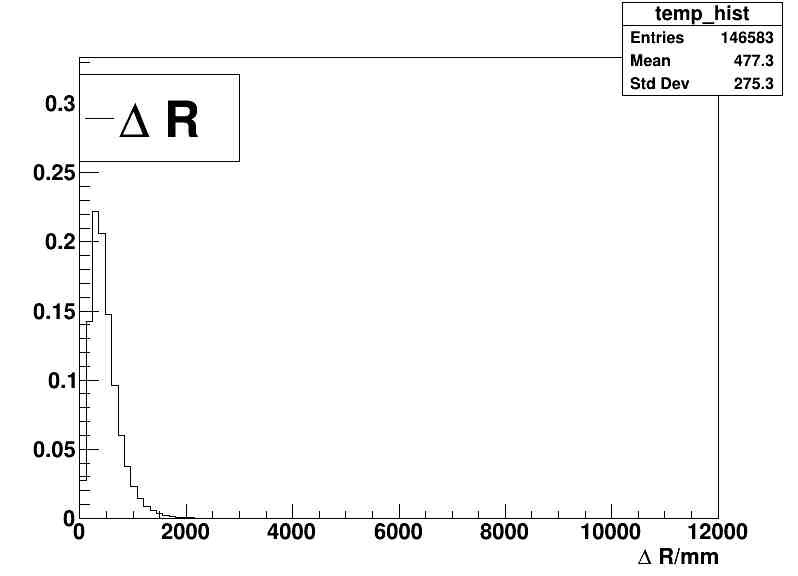 temp_hist
Entries 146583
Mean 477.3
Std Dev 275.3
Δ R
0.3
0.25
0.2
0.15
0.1
0.05
0
0 2000 4000 6000 8000 10000 12000
Δ R/mm